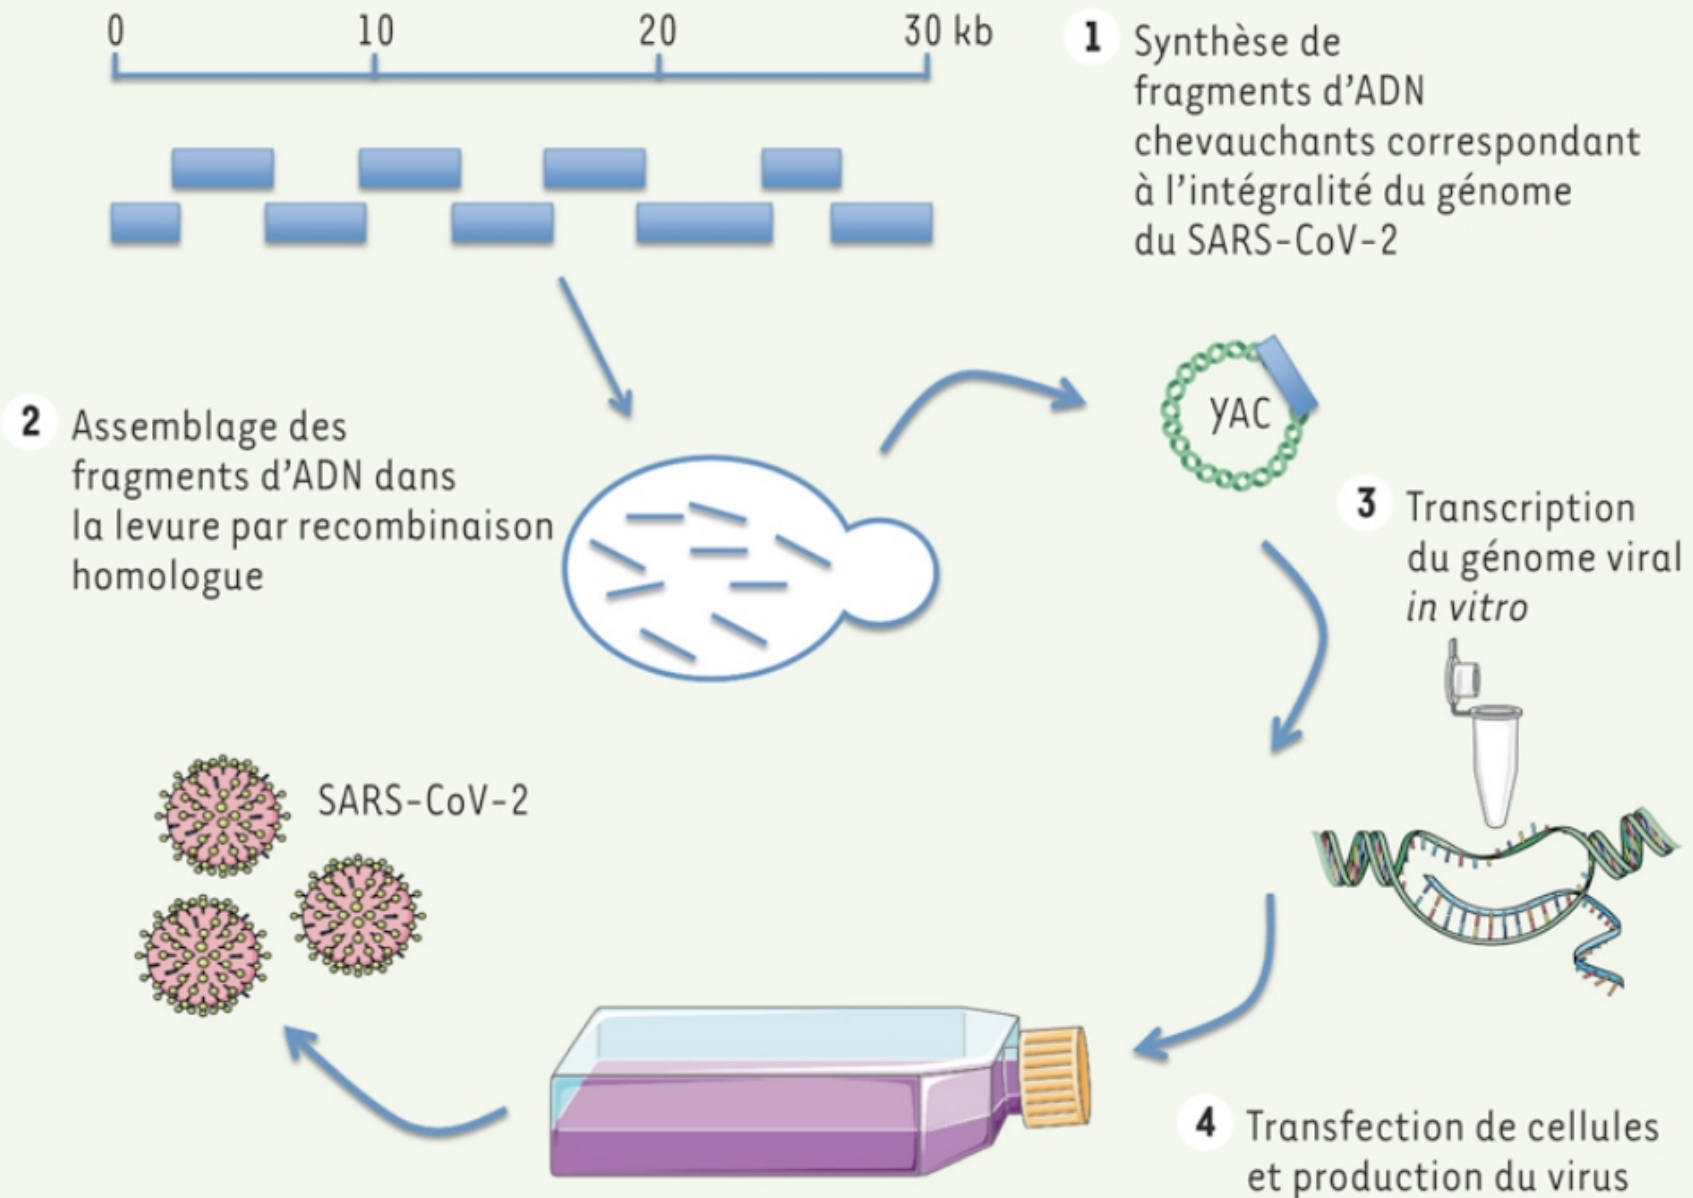 0 10 20 30 kb
1 Synthèse de
fragments d'ADN
chevauchants correspondant
à l'intégralité du génome
du SARS-CoV-2
2 Assemblage des
fragments d'ADN dans
la levure par recombinaison
homologue
YAC
3 Transcription
du génome viral
in vitro
SARS-CoV-2
4 Transfection de cellules
et production du virus